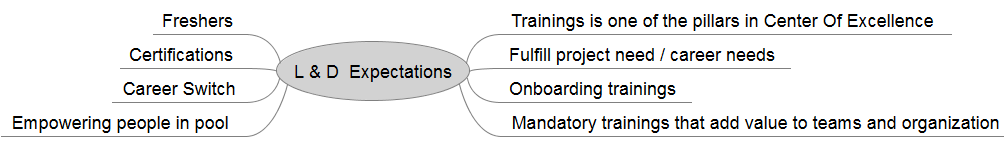 Freshers
Certifications
Career Switch
Empowering people in pool
L & D  Expectations
Trainings is one of the pillars in Center Of Excellence
Fulfill project need / career needs
Onboarding trainings
Mandatory trainings that add value to teams and organization